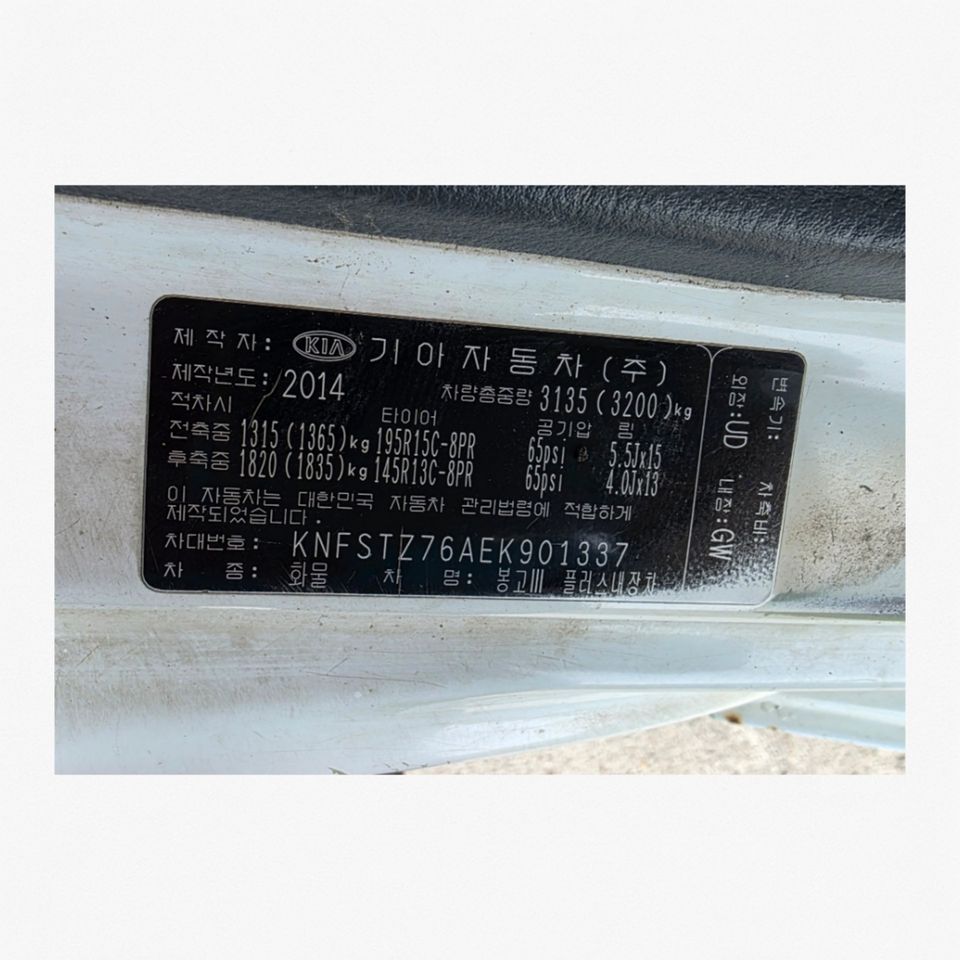 제 작 자: KIA 기아자동차(주)
제작년도: 2014 차량총중량 3135(3200)kg
적차시 타이어 공기압 림
전축중 1315(1365)kg 195R15C-8PR 65psi 5.5Jx15
후축중 1820(1835)kg 145R13C-8PR 65psi 4.0Jx13
이 자동차는 대한민국 자동차 관리법령에 적합하게
제작되었습니다.
차대번호: KNFSTZ76AEK901337
차 종: 화물 차 명: 봉고III 플러스내장차
변속기: 차축비:
외장:UD 내장:GW